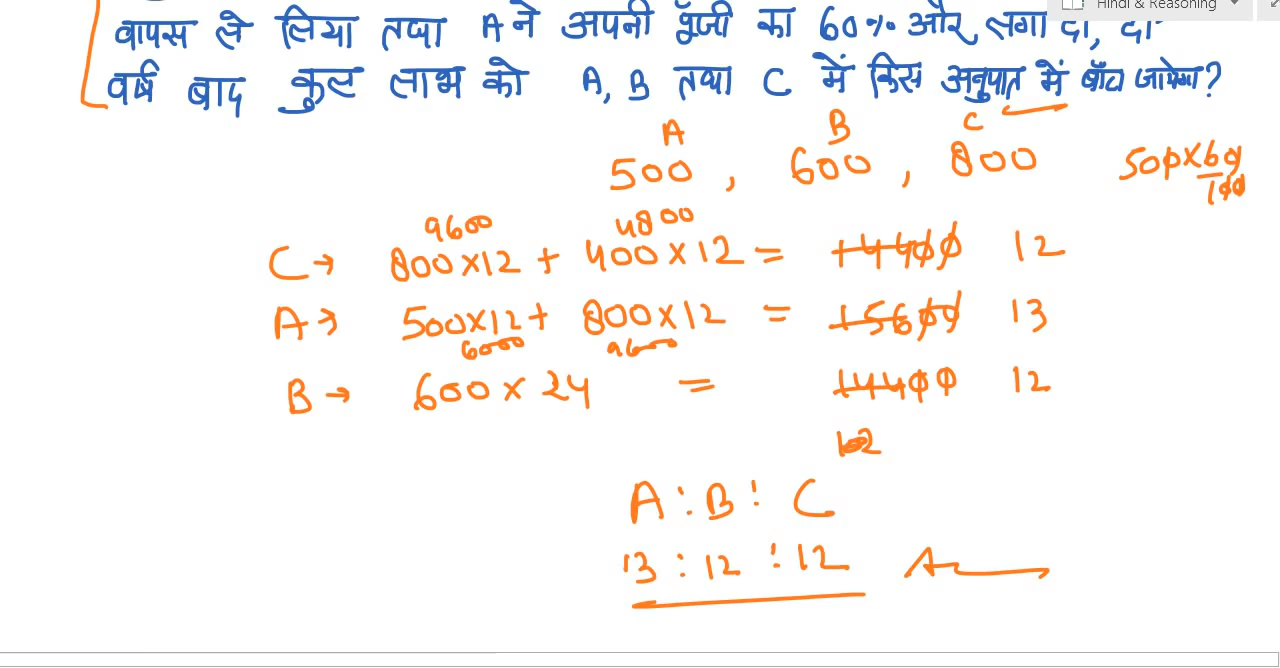 Hindi & Reasoning
वापस ले लिया तथा A ने अपनी पूँजी का 60% और लगा दी, दो
वर्ष बाद कुल लाभ को A, B तथा C में किस अनुपात में बाँटा जायेगा?
A B C
500 , 600 , 800 500×60/100
9600 4800
C→ 800×12 + 400×12 = 14400 12
A→ 500×12 + 800×12 = 15600 13
6000 9600
B→ 600×24 = 14400 12
A : B : C
13 : 12 : 12